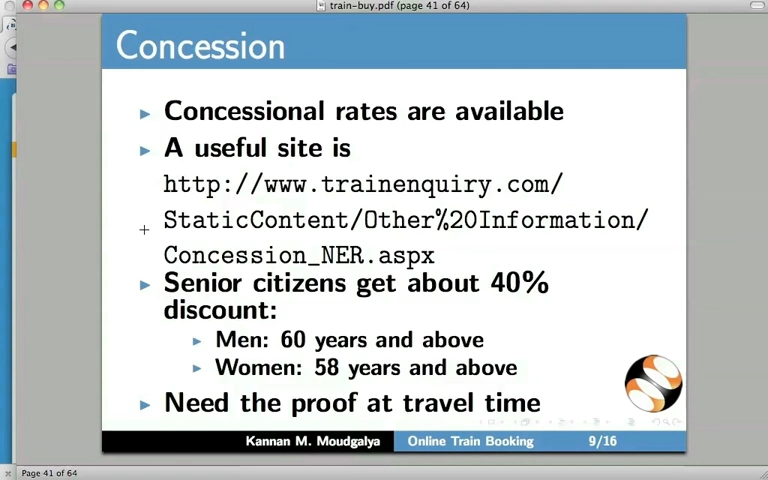 train-buy.pdf (page 41 of 64)
Concession
Concessional rates are available
A useful site is
http://www.trainenquiry.com/
StaticContent/Other%20Information/
Concession_NER.aspx
Senior citizens get about 40%
discount:
Men: 60 years and above
Women: 58 years and above
Need the proof at travel time
Kannan M. Moudgalya Online Train Booking 9/16
Page 41 of 64